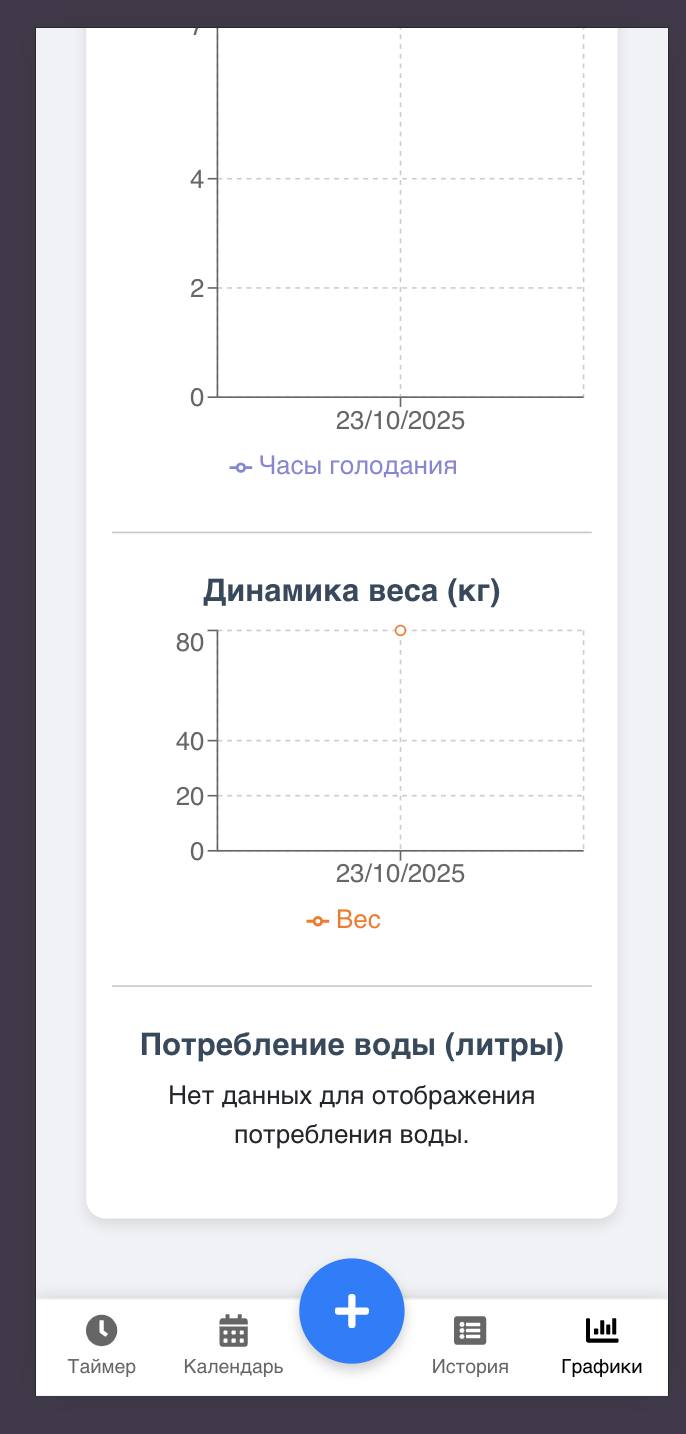 4
2
0
23/10/2025
Часы голодания
Динамика веса (кг)
80
40
20
0
23/10/2025
Вес
Потребление воды (литры)
Нет данных для отображения
потребления воды.
Таймер
Календарь
История
Графики